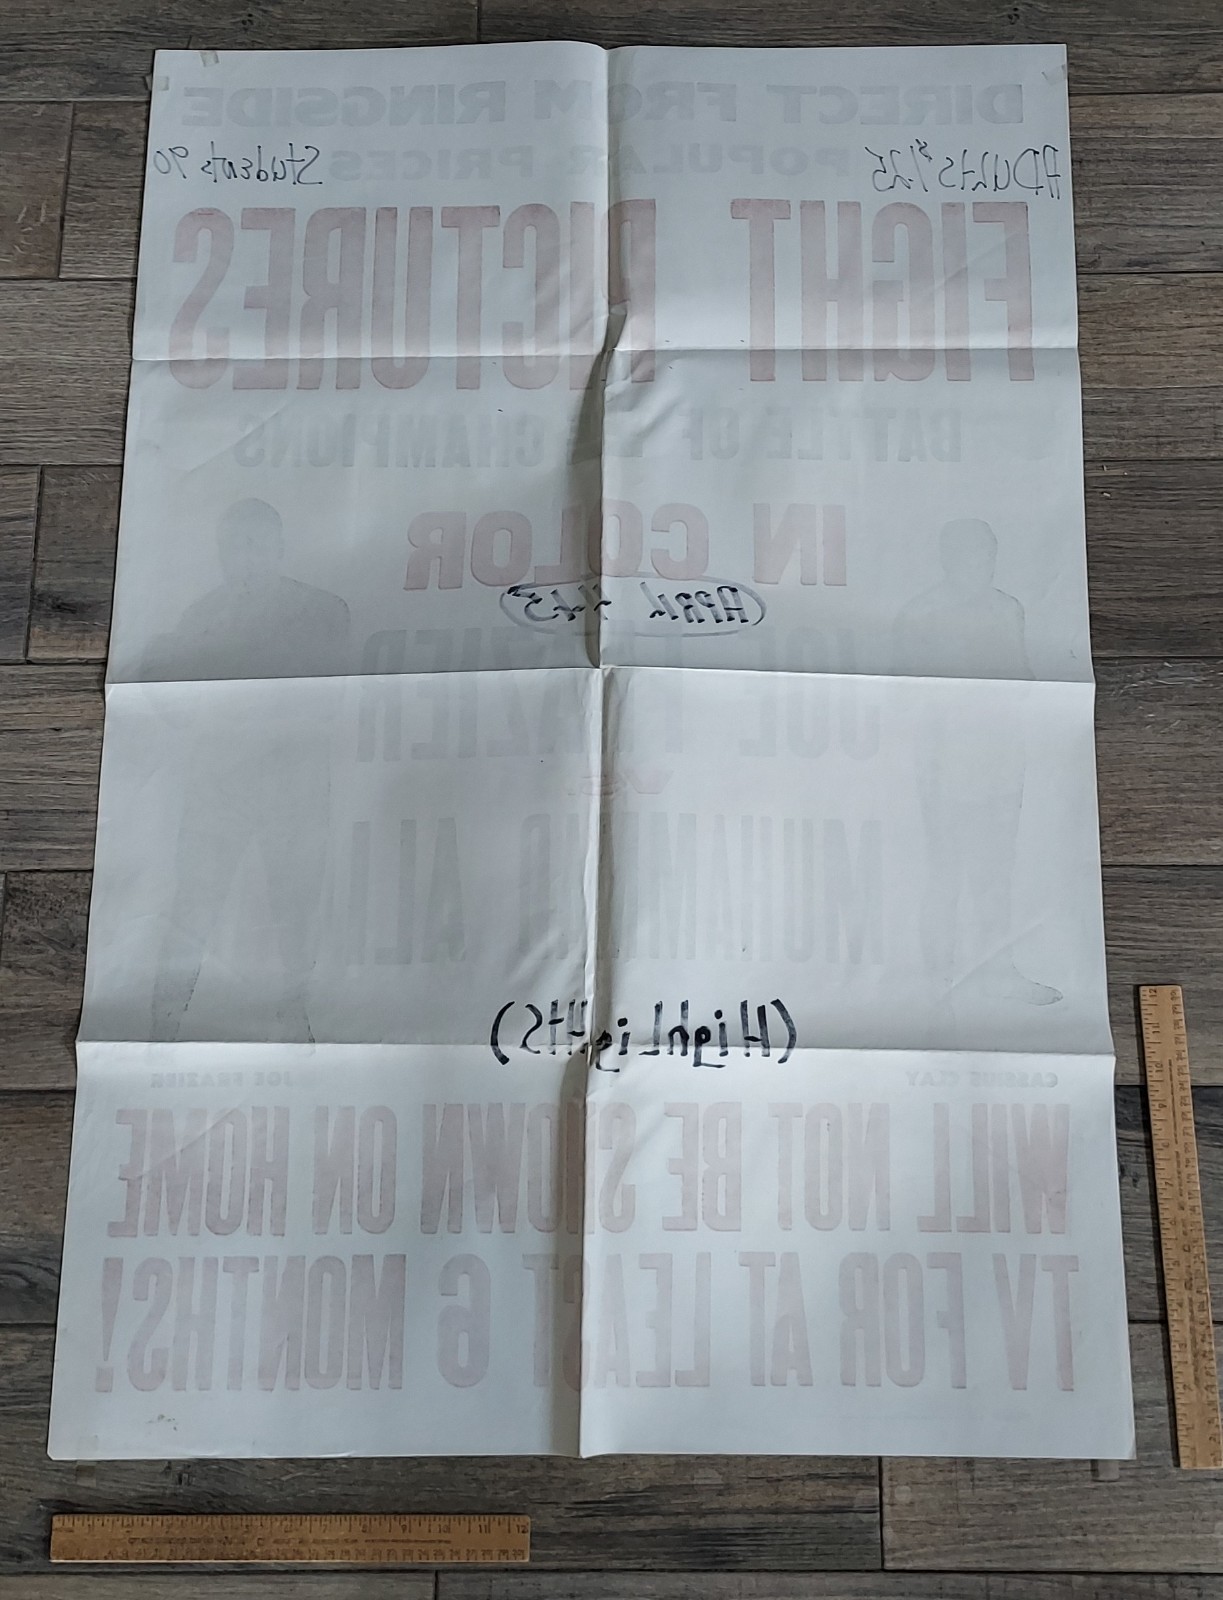 DIRECT FROM RINGSIDE
ADULTS $1.25 POPULAR PRICES Students 90
FIGHT PICTURES
BATTLE OF CHAMPIONS
IN COLOR
(APRIL
JOE FRAZIER
VS.
MUHAMMAD ALI
(HighLigHtS)
CASSIUS CLAY JOE FRAZIER
WILL NOT BE SHOWN ON HOME
TV FOR AT LEAST 6 MONTHS!